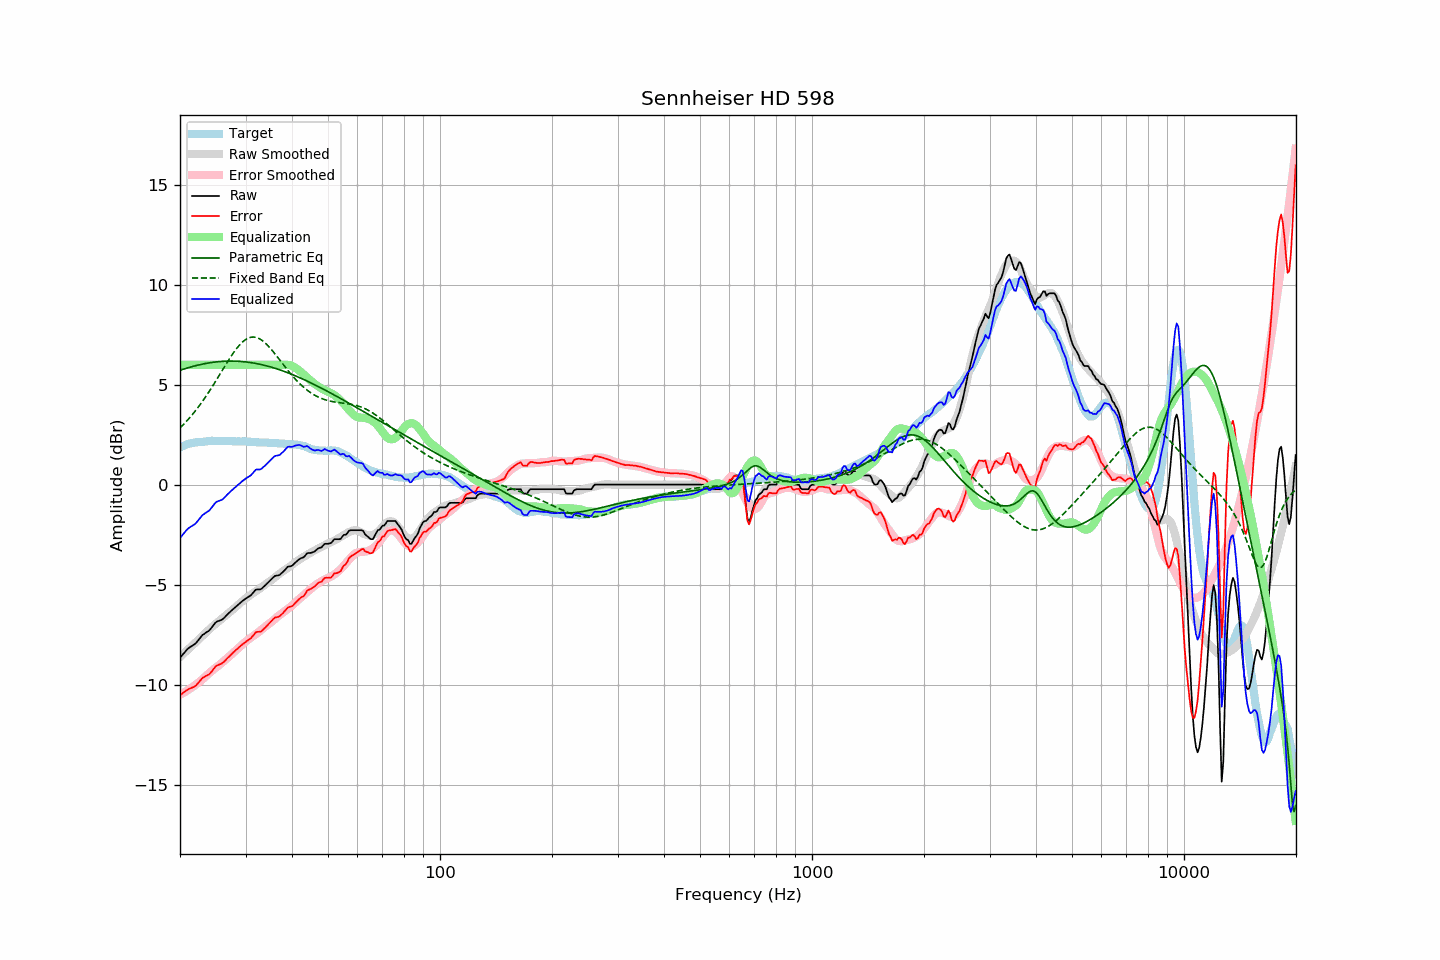 Sennheiser HD 598
Target
Raw Smoothed
Error Smoothed
Raw
Error
Equalization
Parametric Eq
Fixed Band Eq
Equalized
15
10
5
0
−5
−10
−15
Amplitude (dBr)
100 1000 10000
Frequency (Hz)